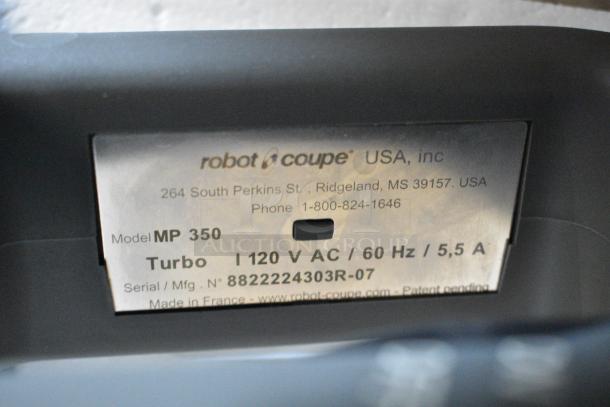 robot coupe® USA, inc
264 South Perkins St., Ridgeland, MS 39157. USA
Phone 1-800-824-1646
Model MP 350
AUCTION GROUP
Turbo I 120 V AC / 60 Hz / 5,5 A
Serial / Mfg. N° 8822224303R-07
Made in France - www.robot-coupe.com - Patent pending